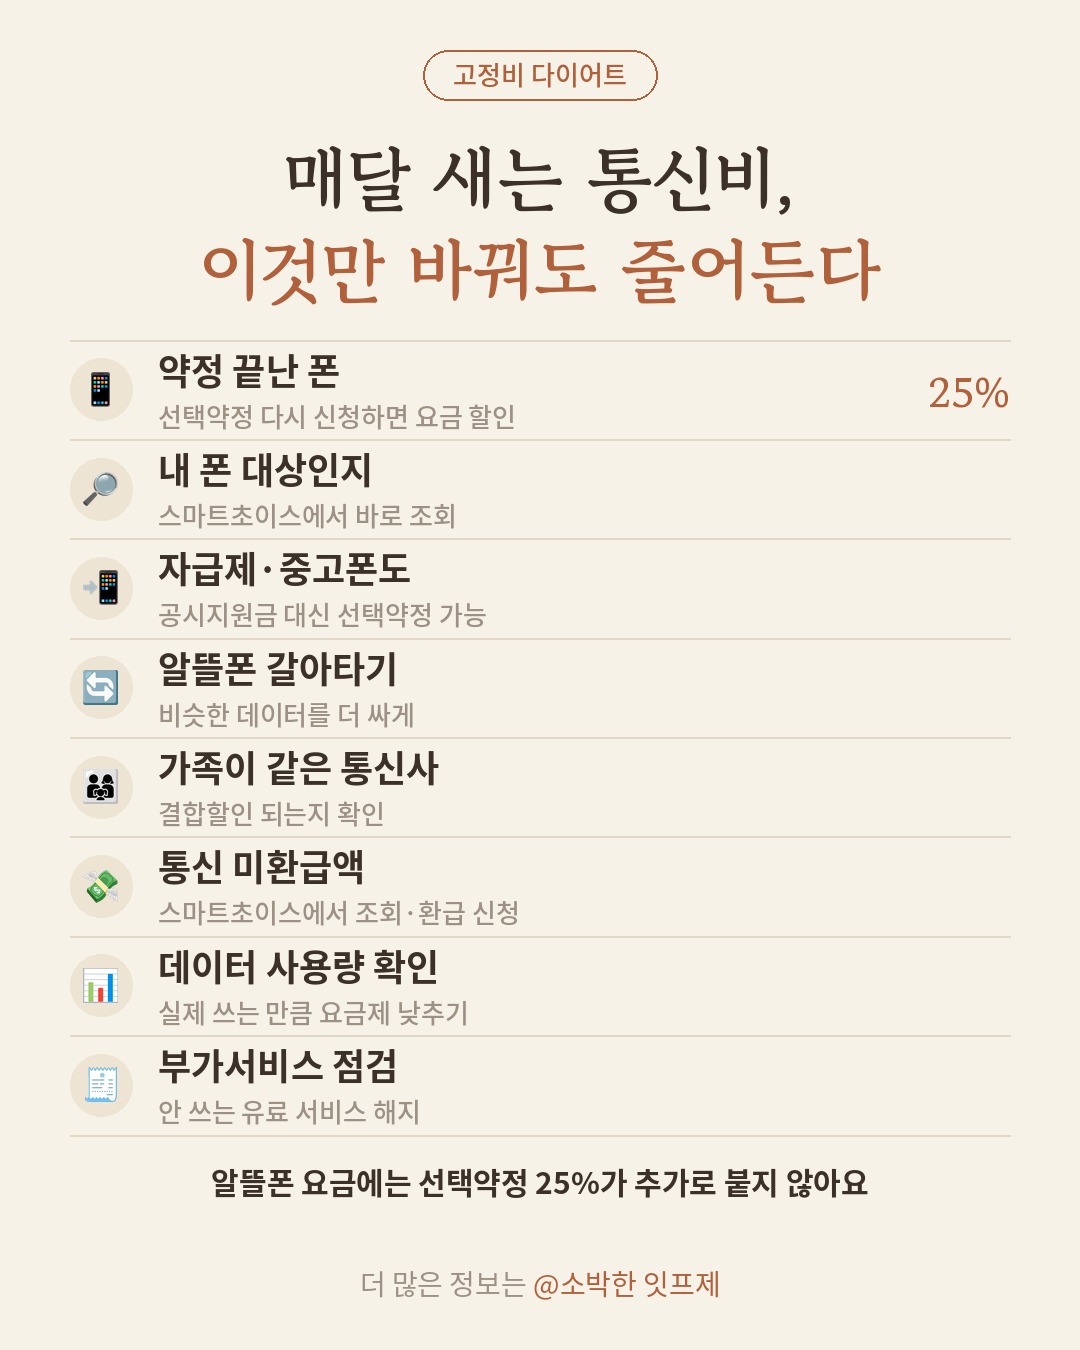 고정비 다이어트
매달 새는 통신비,
이것만 바꿔도 줄어든다
약정 끝난 폰
선택약정 다시 신청하면 요금 할인
25%
내 폰 대상인지
스마트초이스에서 바로 조회
자급제·중고폰도
공시지원금 대신 선택약정 가능
알뜰폰 갈아타기
비슷한 데이터를 더 싸게
가족이 같은 통신사
결합할인 되는지 확인
통신 미환급액
스마트초이스에서 조회·환급 신청
데이터 사용량 확인
실제 쓰는 만큼 요금제 낮추기
부가서비스 점검
안 쓰는 유료 서비스 해지
알뜰폰 요금에는 선택약정 25%가 추가로 붙지 않아요
더 많은 정보는 @소박한 잇프제